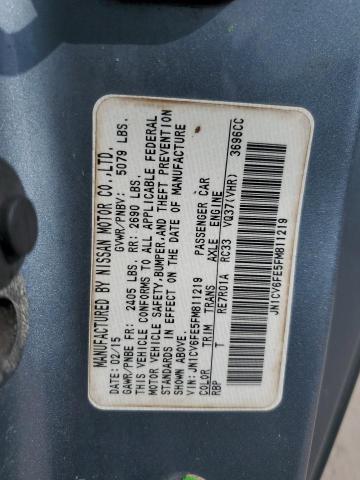 MANUFACTURED BY NISSAN MOTOR CO.,LTD.
GVWR/PNBV: 5079 LBS.
DATE: 02/15
GAWR/PNBE FR: 2405 LBS. RR: 2690 LBS.
THIS VEHICLE CONFORMS TO ALL APPLICABLE FEDERAL
MOTOR VEHICLE SAFETY,BUMPER,AND THEFT PREVENTION
STANDARDS IN EFFECT ON THE DATE OF MANUFACTURE
SHOWN ABOVE.
VIN: JN1CV6FE5FM811219 PASSENGER CAR
COLOR TRIM TRANS AXLE ENGINE
RBP T RE7R01A RC33 VQ37(VHR) 3696CC
JN1CV6FE5FM811219